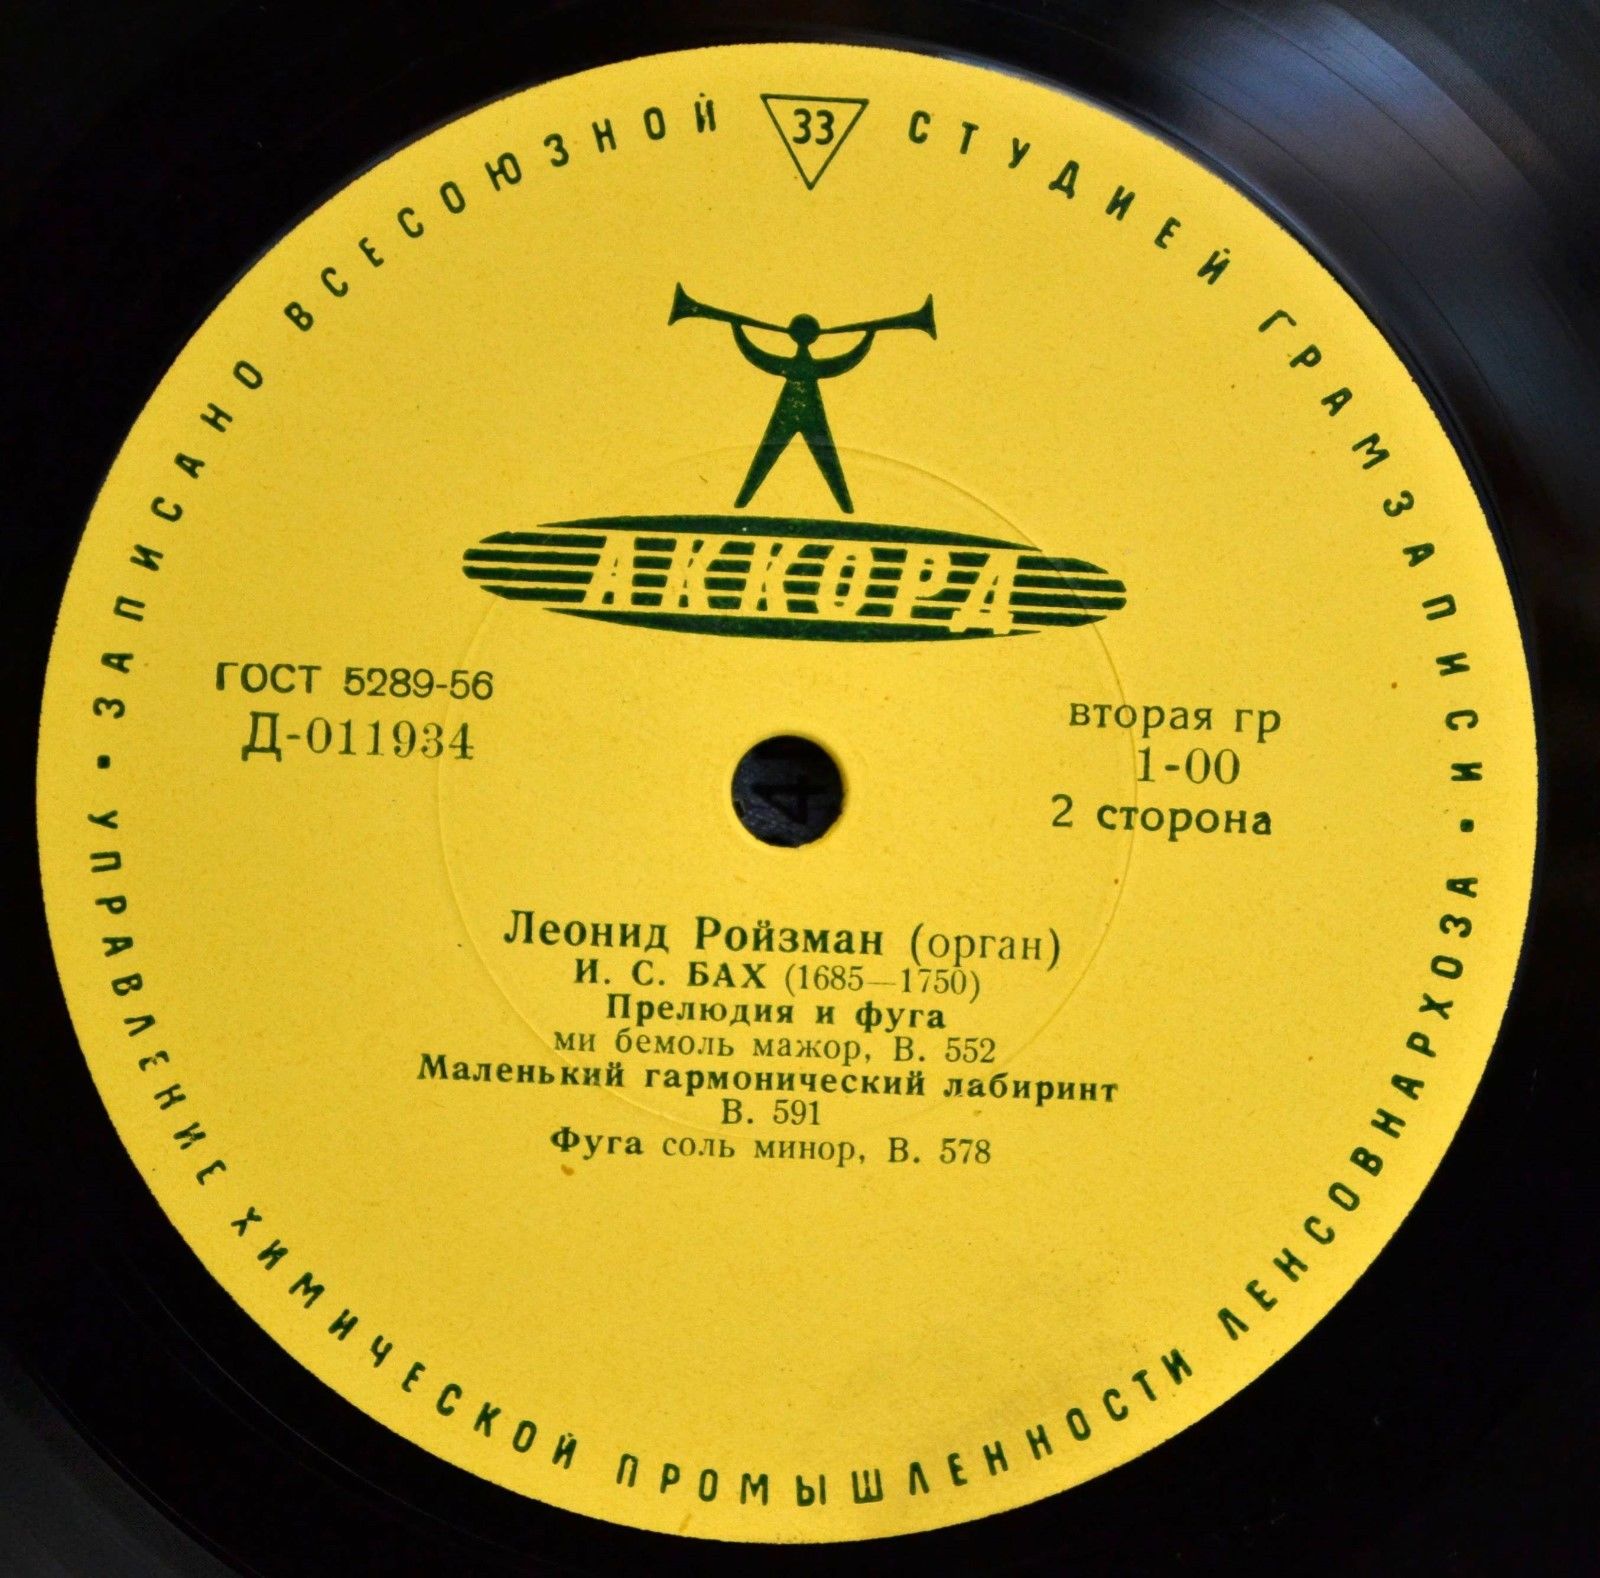 ЗАПИСАНО ВСЕСОЮЗНОЙ СТУДИЕЙ ГРАМЗАПИСИ
33
АККОРД
ГОСТ 5289-56
Д-011934
вторая гр
1-00
2 сторона
Леонид Ройзман (орган)
И. С. БАХ (1685—1750)
Прелюдия и фуга
ми бемоль мажор, В. 552
Маленький гармонический лабиринт
В. 591
Фуга соль минор, В. 578
• УПРАВЛЕНИЕ ХИМИЧЕСКОЙ ПРОМЫШЛЕННОСТИ ЛЕНСОВНАРХОЗА •